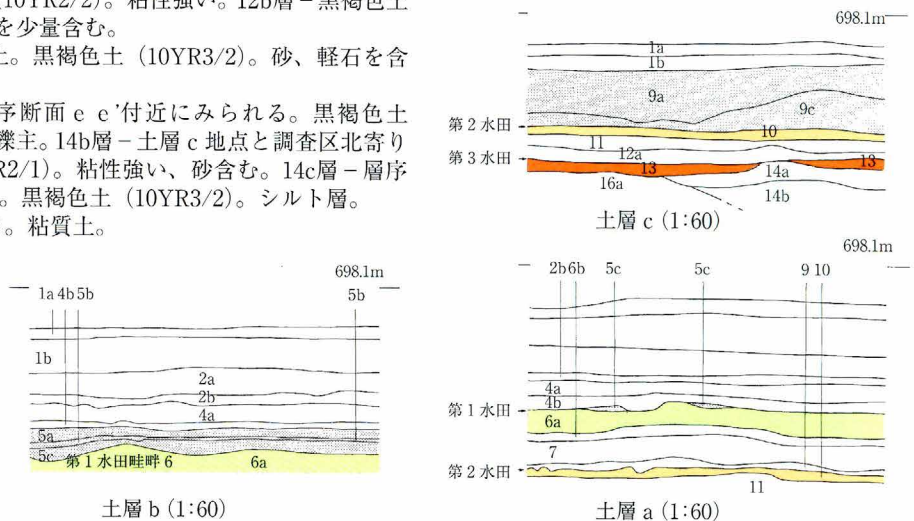 10YR2/2)。粘性強い。12b層－黒褐色土
を少量含む。
土。黒褐色土（10YR3/2）。砂、軽石を含
序断面ｅｅ'付近にみられる。黒褐色土
礫主。14b層－土層ｃ地点と調査区北寄り
R2/1)。粘性強い、砂含む。14c層－層序
。黒褐色土（10YR3/2)。シルト層。
。粘質土。
698.1m
1a
1b
9a
9c
第２水田
10
11
12a
第３水田
13
13
14a
16a
14b
土層ｃ(1:60)
698.1m
1a 4b 5b
5b
1b
2a
2b
4a
5a
5c
第１水田畦畔６
6a
土層ｂ(1:60)
698.1m
2b 6b 5c 5c 9 10
4a
4b
第１水田
6a
7
第２水田
11
土層ａ(1:60)